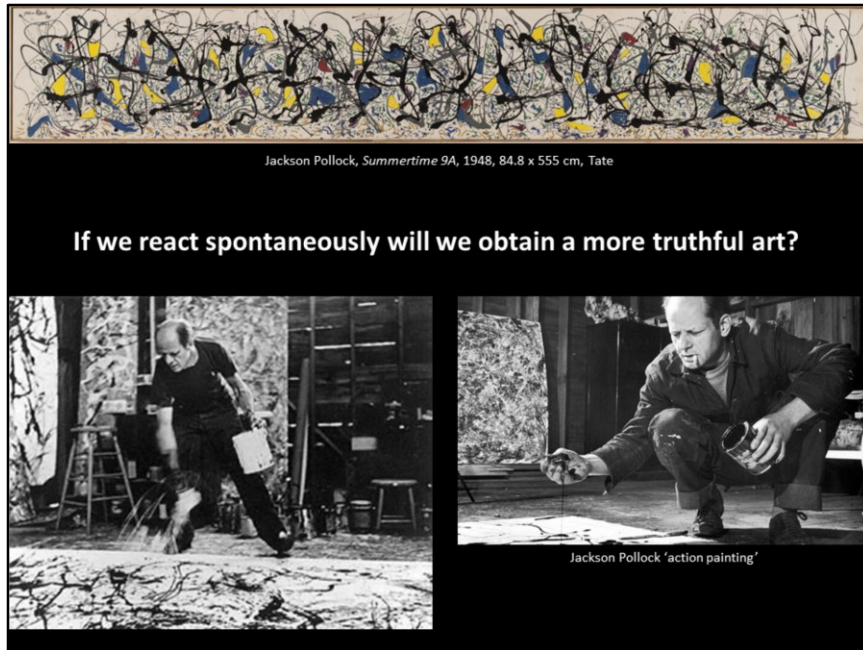 Jackson Pollock, Summertime 9A, 1948, 84.8 x 555 cm, Tate
If we react spontaneously will we obtain a more truthful art?
Jackson Pollock ‘action painting’